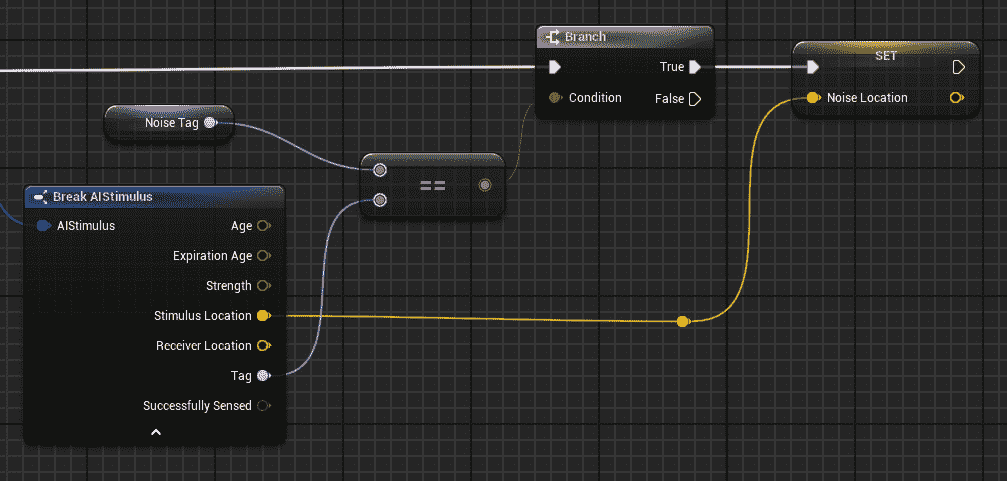 Branch
SET
True
Condition
False
Noise Location
Noise Tag
==
Break AIStimulus
AIStimulus
Age
Expiration Age
Strength
Stimulus Location
Receiver Location
Tag
Successfully Sensed